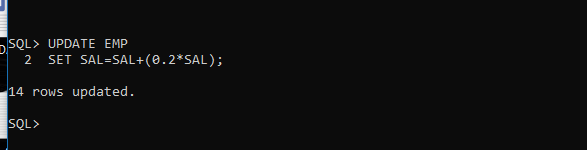 SQL> UPDATE EMP
2 SET SAL=SAL+(0.2*SAL);
14 rows updated.
SQL>